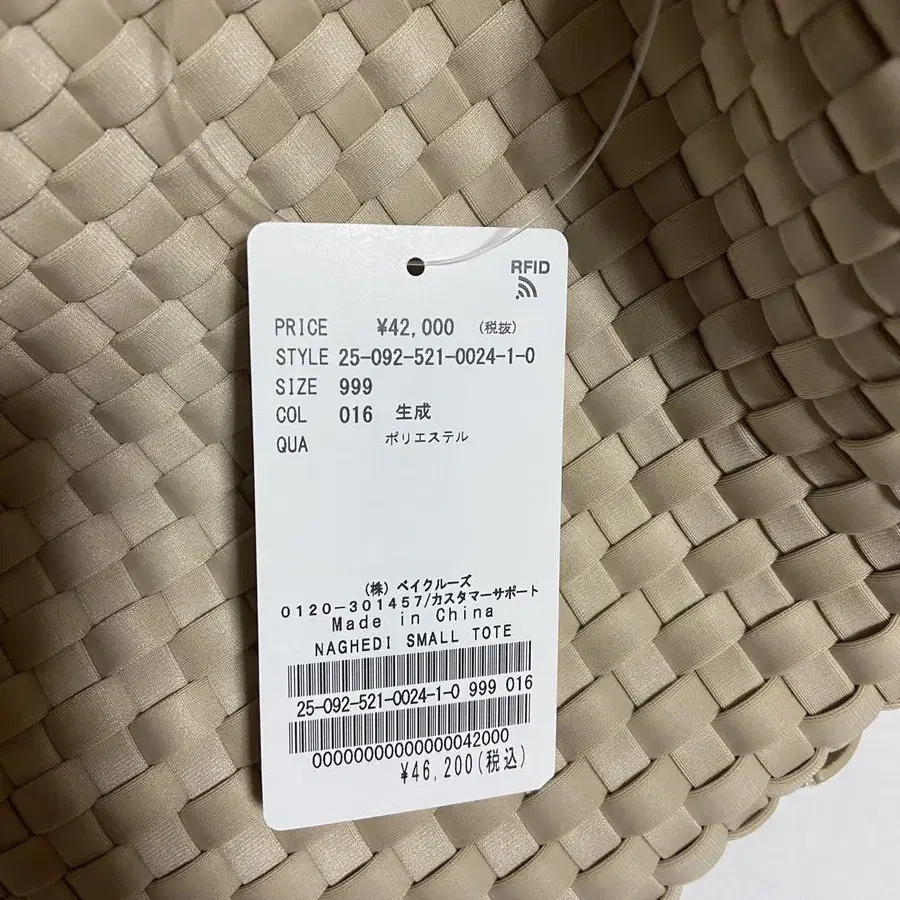 RFID
PRICE ¥42,000 (税抜)
STYLE 25-092-521-0024-1-0
SIZE 999
COL 016 生成
QUA ポリエステル
(株) ベイクルーズ
0120-301457/カスタマーサポート
Made in China
NAGHEDI SMALL TOTE
25-092-521-0024-1-0 999 016
00000000000000042000
¥46,200(税込)